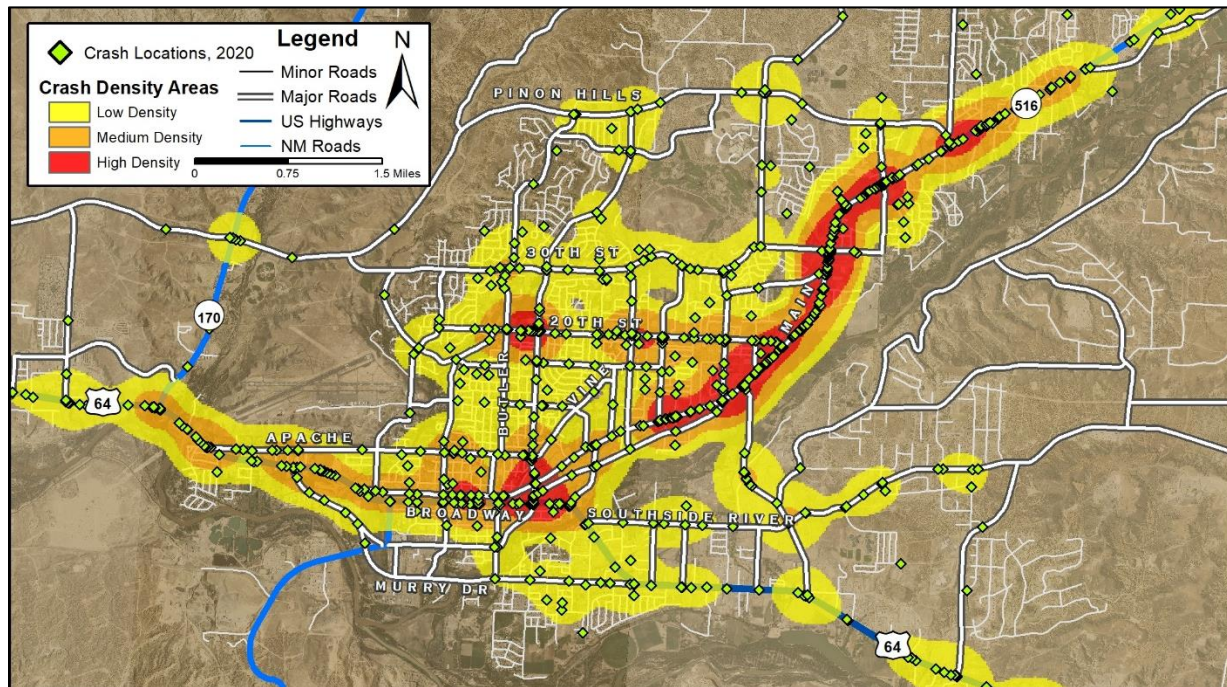 Legend
N
Crash Locations, 2020
Crash Density Areas
Low Density
Medium Density
High Density
Minor Roads
Major Roads
US Highways
NM Roads
0 0.75 1.5 Miles
PINON HILLS
516
30TH ST
170
MAIN
20TH ST
BUTLER
VINE
64
APACHE
BROADWAY
SOUTHSIDE RIVER
MURRY DR
64